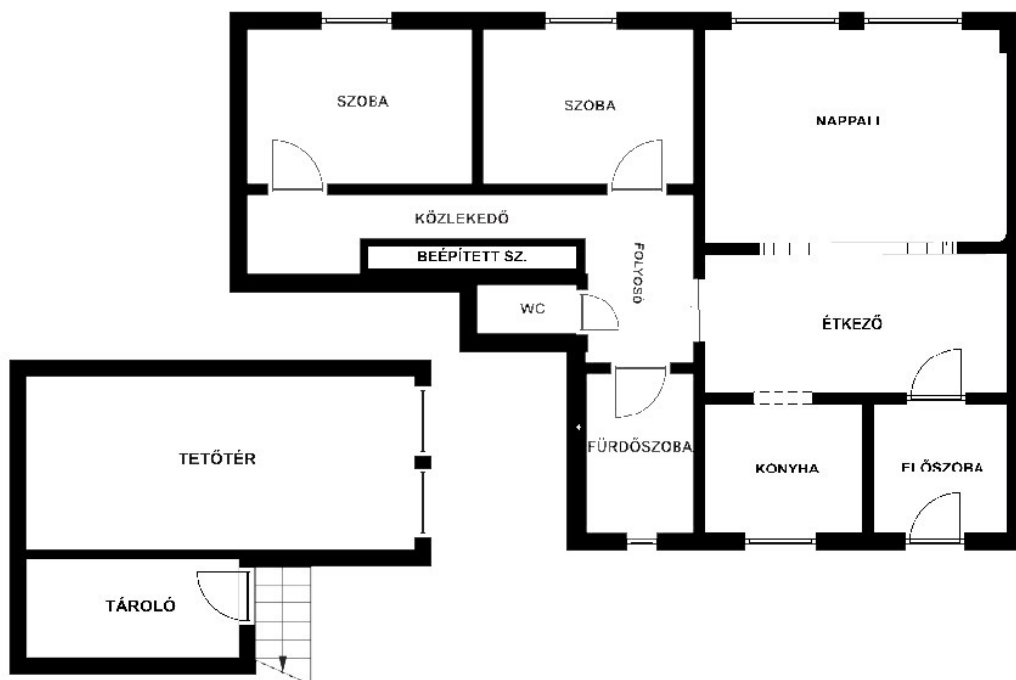 SZOBA
SZOBA
NAPPALI
KÖZLEKEDŐ
BEÉPÍTETT SZ.
FOLYOSÓ
WC
ÉTKEZŐ
FÜRDŐSZOBA
KONYHA
ELŐSZOBA
TETŐTÉR
TÁROLÓ